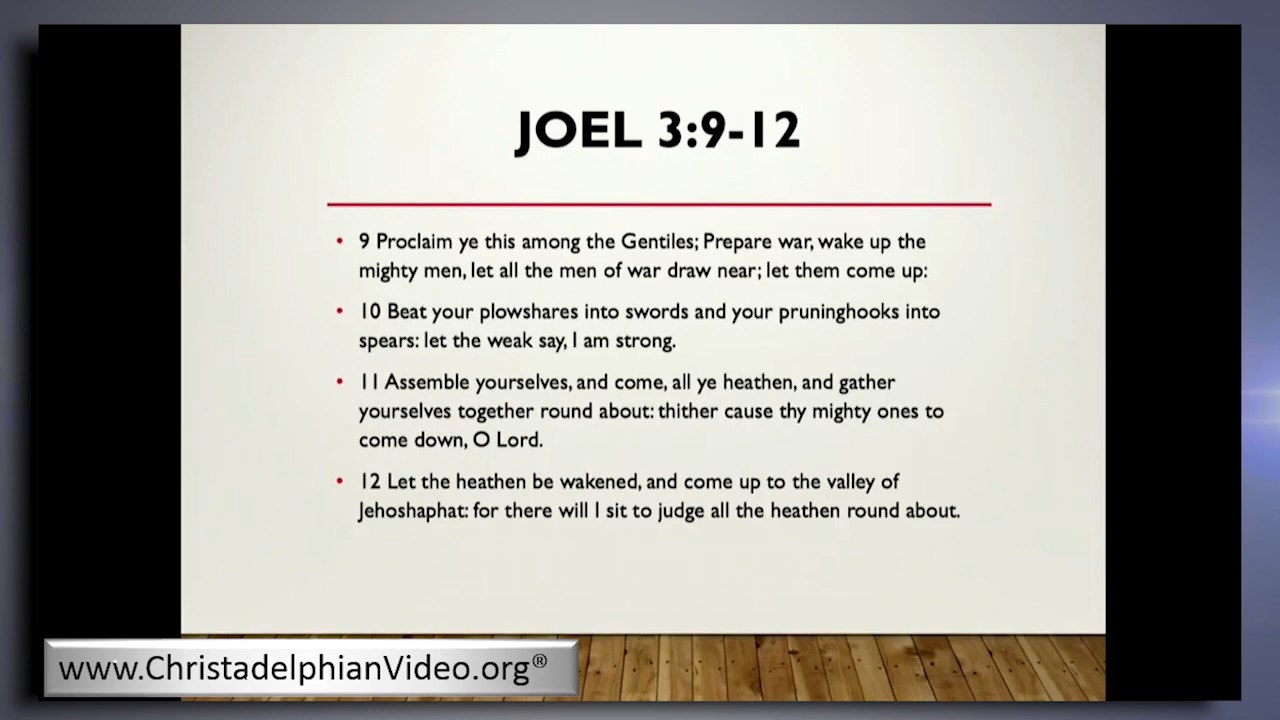 JOEL 3:9-12
• 9 Proclaim ye this among the Gentiles; Prepare war, wake up the
mighty men, let all the men of war draw near; let them come up:
• 10 Beat your plowshares into swords and your pruninghooks into
spears: let the weak say, I am strong.
• 11 Assemble yourselves, and come, all ye heathen, and gather
yourselves together round about: thither cause thy mighty ones to
come down, O Lord.
• 12 Let the heathen be wakened, and come up to the valley of
Jehoshaphat: for there will I sit to judge all the heathen round about.
www.ChristadelphianVideo.org®